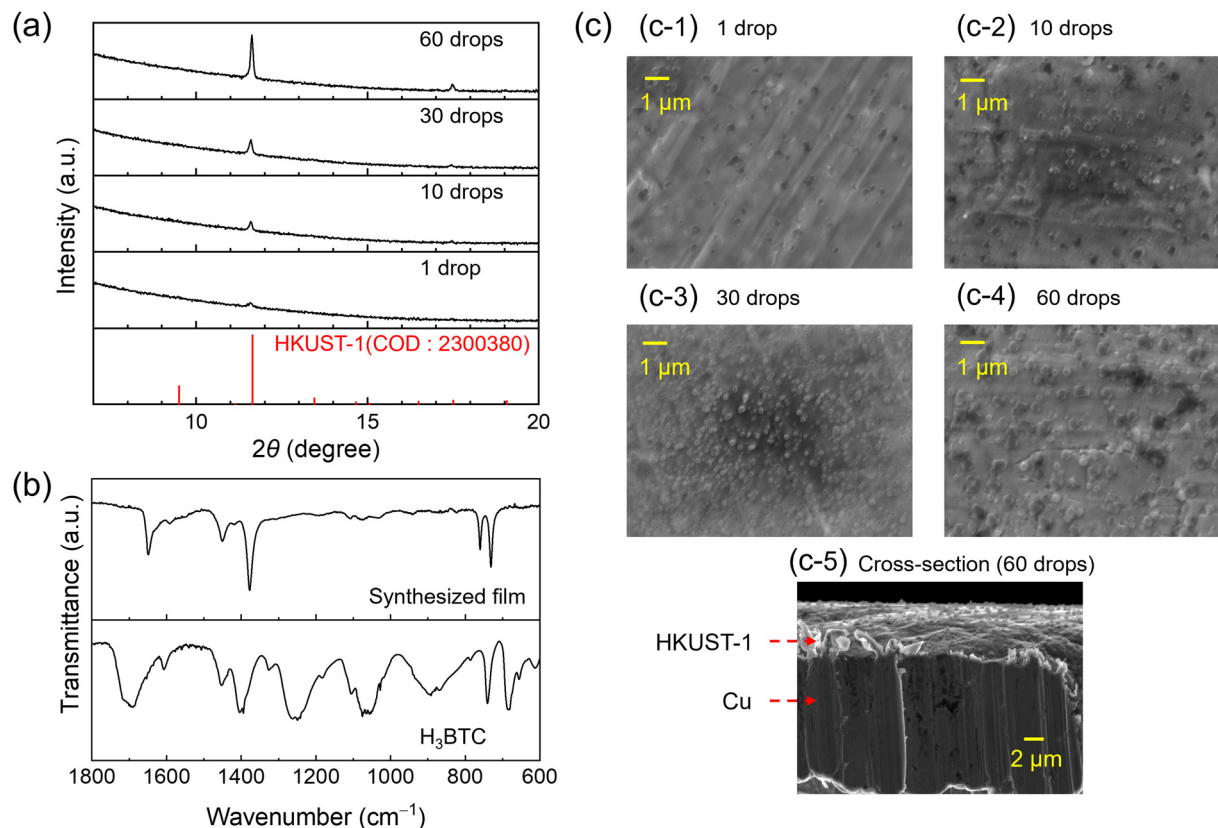 (a)
60 drops
30 drops
10 drops
1 drop
HKUST-1(COD : 2300380)
Intensity (a.u.)
10 15 20
2θ (degree)
(b)
Synthesized film
H₃BTC
Transmittance (a.u.)
1800 1600 1400 1200 1000 800 600
Wavenumber (cm⁻¹)
(c)
(c-1) 1 drop
1 μm
(c-2) 10 drops
1 μm
(c-3) 30 drops
1 μm
(c-4) 60 drops
1 μm
(c-5) Cross-section (60 drops)
HKUST-1
Cu
2 μm